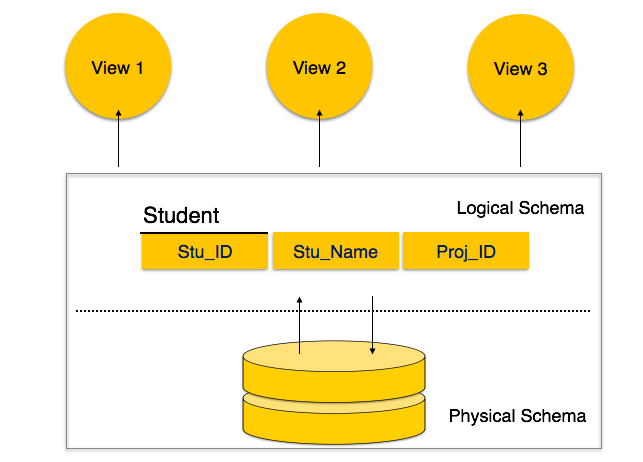 View 1
View 2
View 3
Logical Schema
Student
Stu_ID
Stu_Name
Proj_ID
Physical Schema